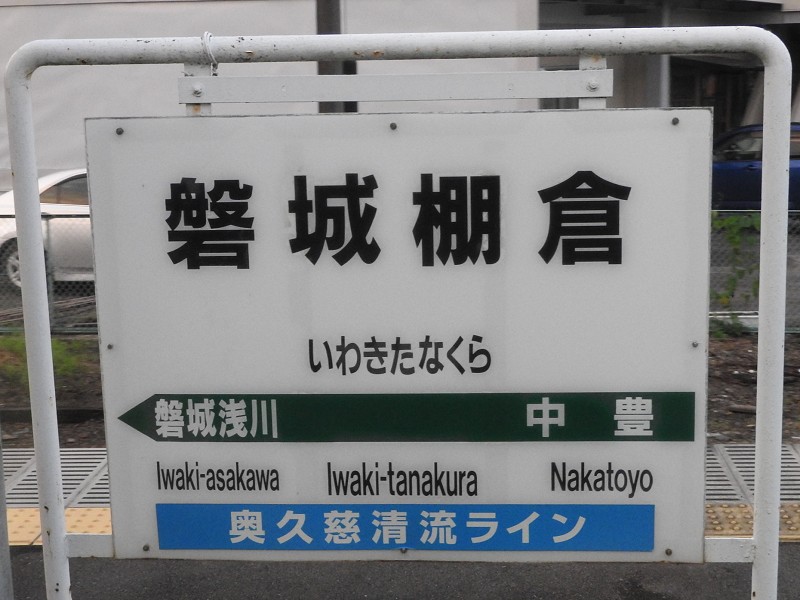 磐城棚倉
いわきたなくら
磐城浅川 中豊
Iwaki-asakawa Iwaki-tanakura Nakatoyo
奥久慈清流ライン